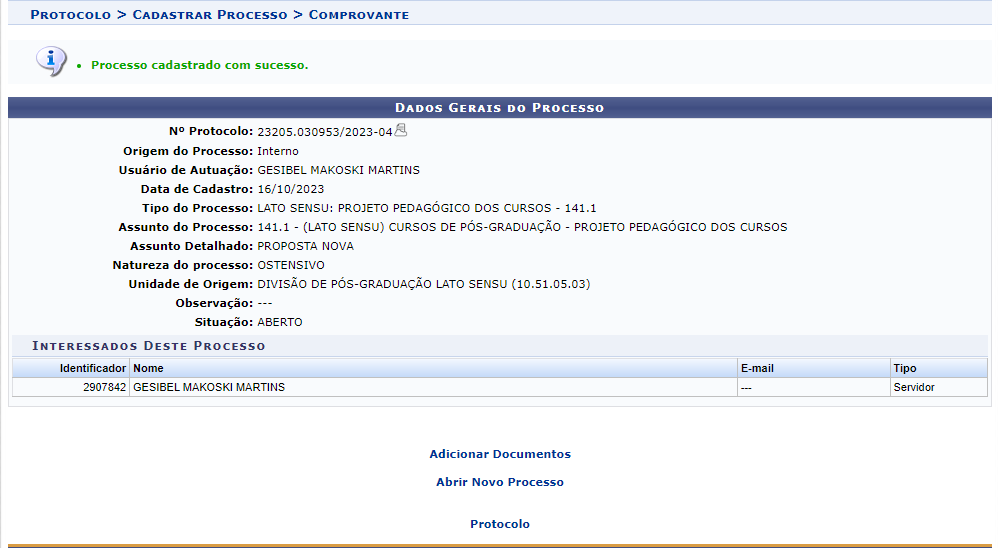 Protocolo > Cadastrar Processo > Comprovante
Processo cadastrado com sucesso.
Dados Gerais do Processo
Nº Protocolo: 23205.030953/2023-04
Origem do Processo: Interno
Usuário de Autuação: GESIBEL MAKOSKI MARTINS
Data de Cadastro: 16/10/2023
Tipo do Processo: LATO SENSU: PROJETO PEDAGÓGICO DOS CURSOS - 141.1
Assunto do Processo: 141.1 - (LATO SENSU) CURSOS DE PÓS-GRADUAÇÃO - PROJETO PEDAGÓGICO DOS CURSOS
Assunto Detalhado: PROPOSTA NOVA
Natureza do processo: OSTENSIVO
Unidade de Origem: DIVISÃO DE PÓS-GRADUAÇÃO LATO SENSU (10.51.05.03)
Observação: ---
Situação: ABERTO
Interessados Deste Processo
Identificador Nome E-mail Tipo
2907842 GESIBEL MAKOSKI MARTINS --- Servidor
Adicionar Documentos
Abrir Novo Processo
Protocolo